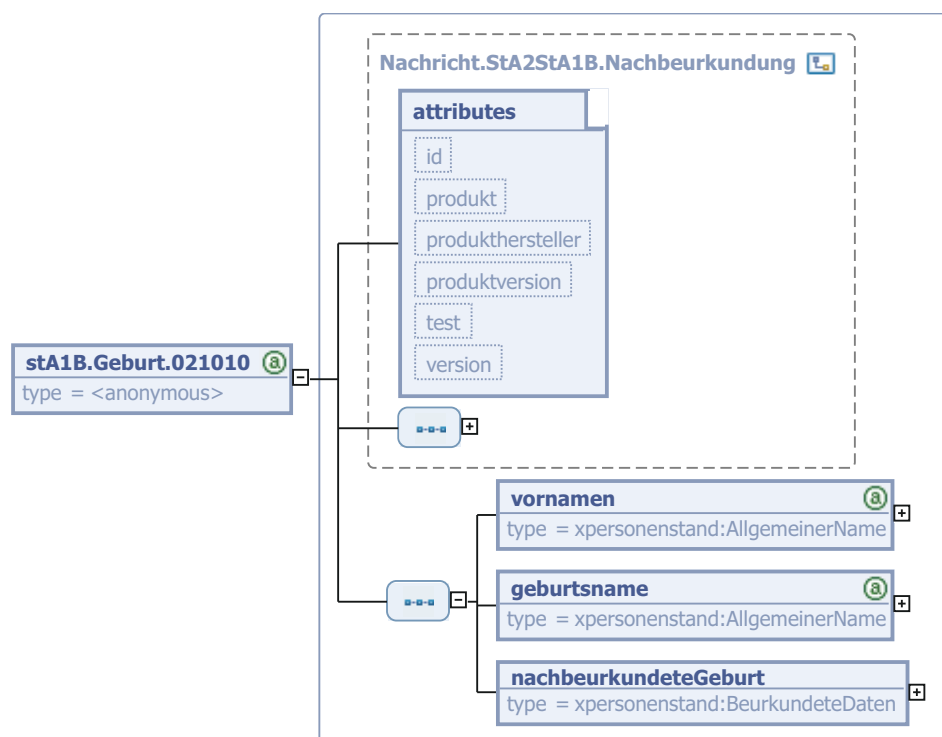 Nachricht.StA2StA1B.Nachbeurkundung
attributes
id
produkt
produkthersteller
produktversion
test
version
stA1B.Geburt.021010 a
type = <anonymous>
vornamen a
type = xpersonenstand:AllgemeinerName
geburtsname a
type = xpersonenstand:AllgemeinerName
nachbeurkundeteGeburt
type = xpersonenstand:BeurkundeteDaten